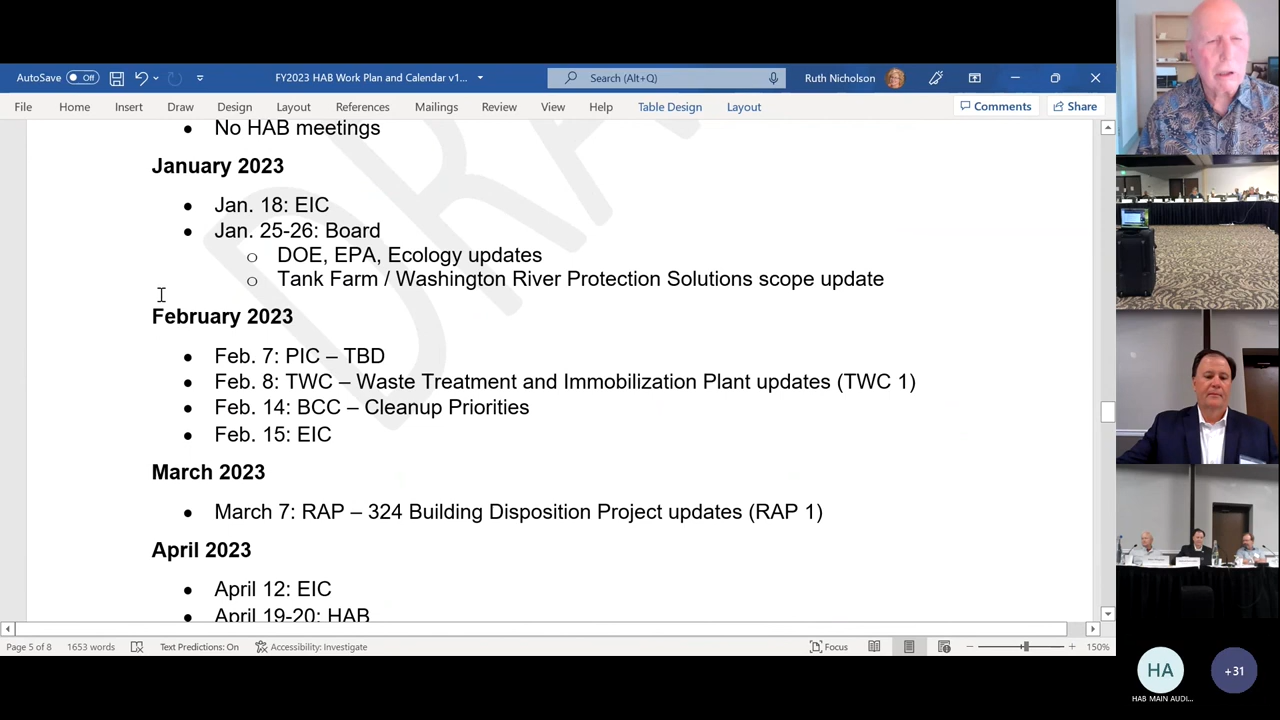 AutoSave Off FY2023 HAB Work Plan and Calendar v1... Search (Alt+Q) Ruth Nicholson
File Home Insert Draw Design Layout References Mailings Review View Help Table Design Layout Comments Share
• No HAB meetings
January 2023
• Jan. 18: EIC
• Jan. 25-26: Board
o DOE, EPA, Ecology updates
o Tank Farm / Washington River Protection Solutions scope update
February 2023
• Feb. 7: PIC – TBD
• Feb. 8: TWC – Waste Treatment and Immobilization Plant updates (TWC 1)
• Feb. 14: BCC – Cleanup Priorities
• Feb. 15: EIC
March 2023
• March 7: RAP – 324 Building Disposition Project updates (RAP 1)
April 2023
• April 12: EIC
• April 19-20: HAB
DRA
Page 5 of 8 1653 words Text Predictions: On Accessibility: Investigate Focus 150%
HA
HAB MAIN AUDI...
+31